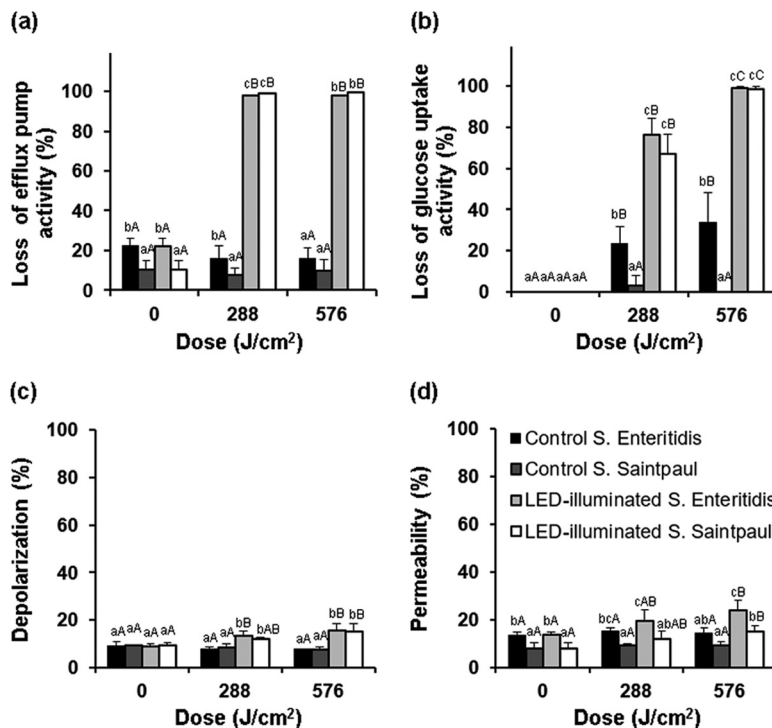 (a)
Loss of efflux pump
activity (%)
100
80
60
40
20
0
bA aA bA aA
bA aA cB cB
aA aA bB bB
0 288 576
Dose (J/cm²)
(b)
Loss of glucose uptake
activity (%)
100
80
60
40
20
0
aA aA aA aA
bB aA cB cB
bB aA cC cC
0 288 576
Dose (J/cm²)
(c)
Depolarization (%)
100
80
60
40
20
0
aA aA aA aA
aA aA bB bAB
aA aA bB bB
0 288 576
Dose (J/cm²)
(d)
Permeability (%)
100
80
60
40
20
0
Control S. Enteritidis
Control S. Saintpaul
LED-illuminated S. Enteritidis
LED-illuminated S. Saintpaul
bA aA bA aA
bcA aA cAB abAB
abA aA cB bB
0 288 576
Dose (J/cm²)